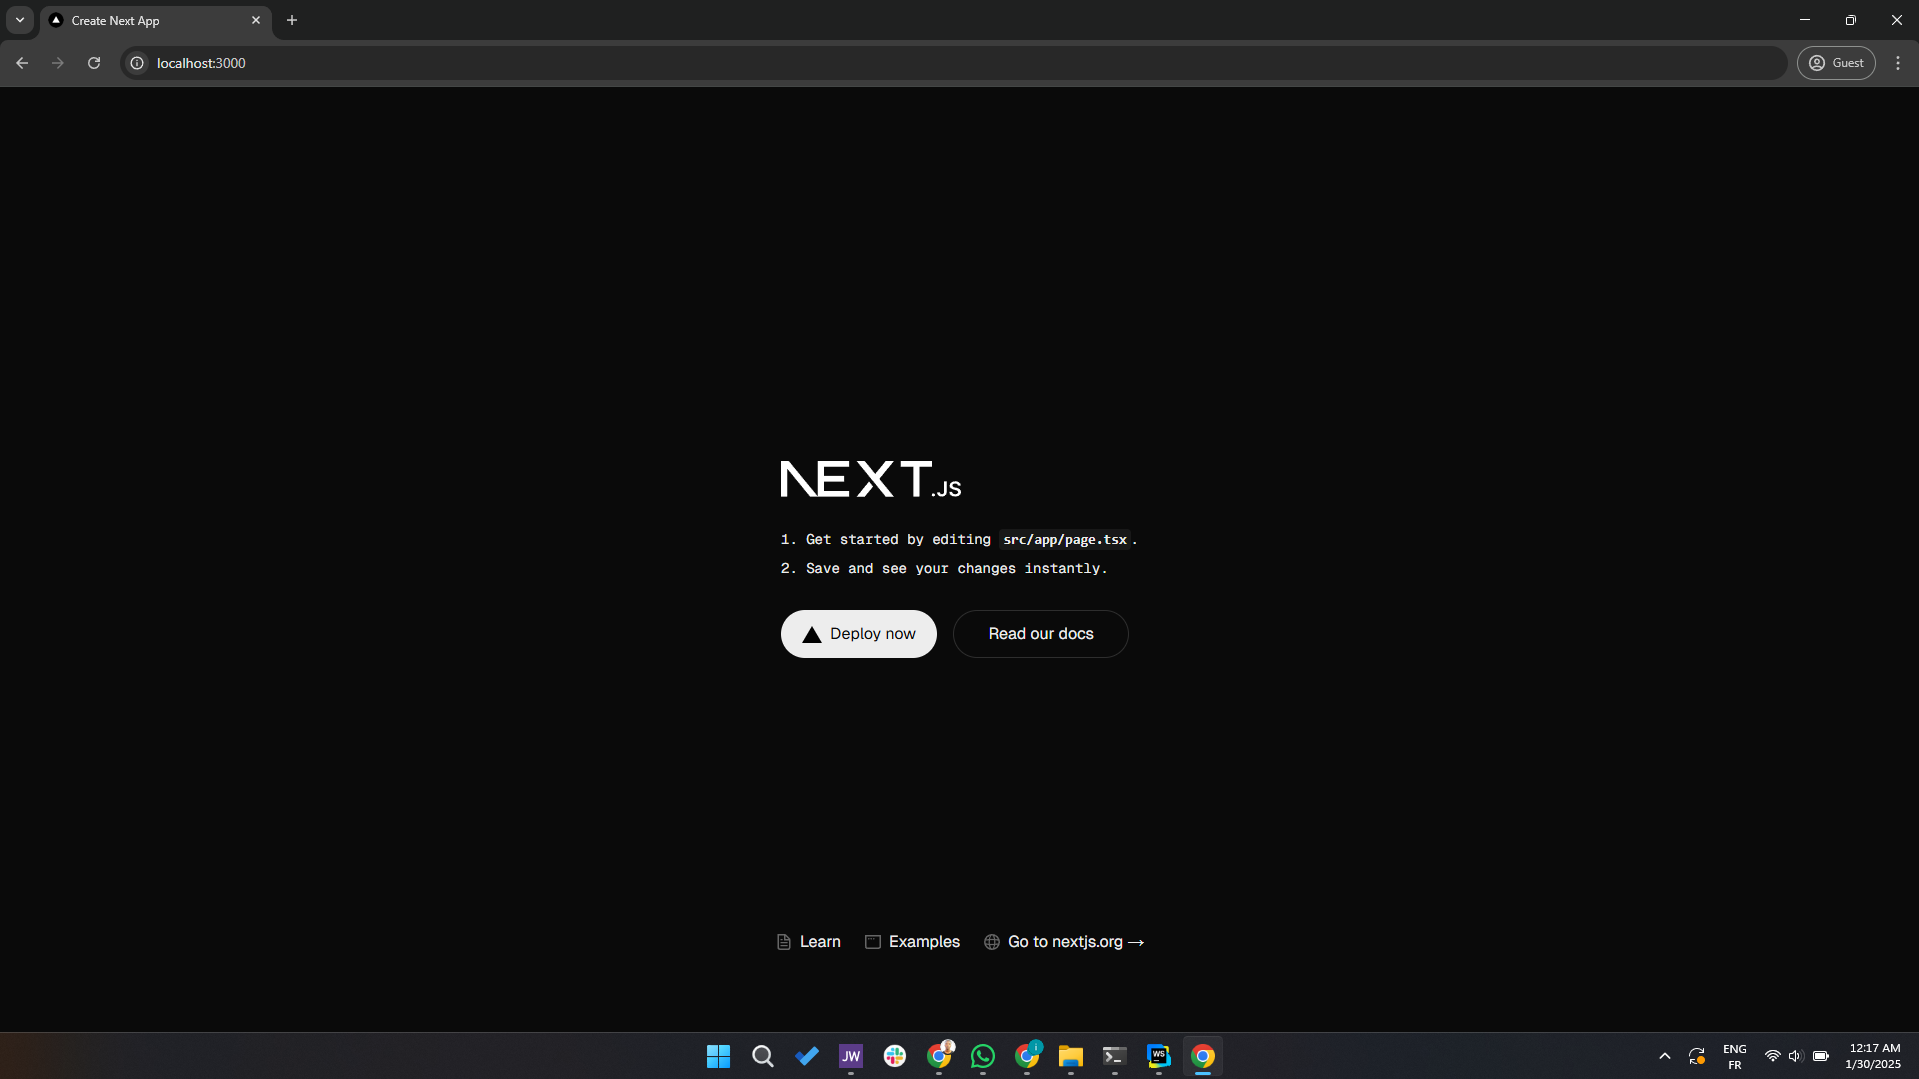 Create Next App
localhost:3000
Guest
NEXT.JS
1. Get started by editing src/app/page.tsx.
2. Save and see your changes instantly.
Deploy now
Read our docs
Learn
Examples
Go to nextjs.org →
JW
WS
ENG
FR
12:17 AM
1/30/2025